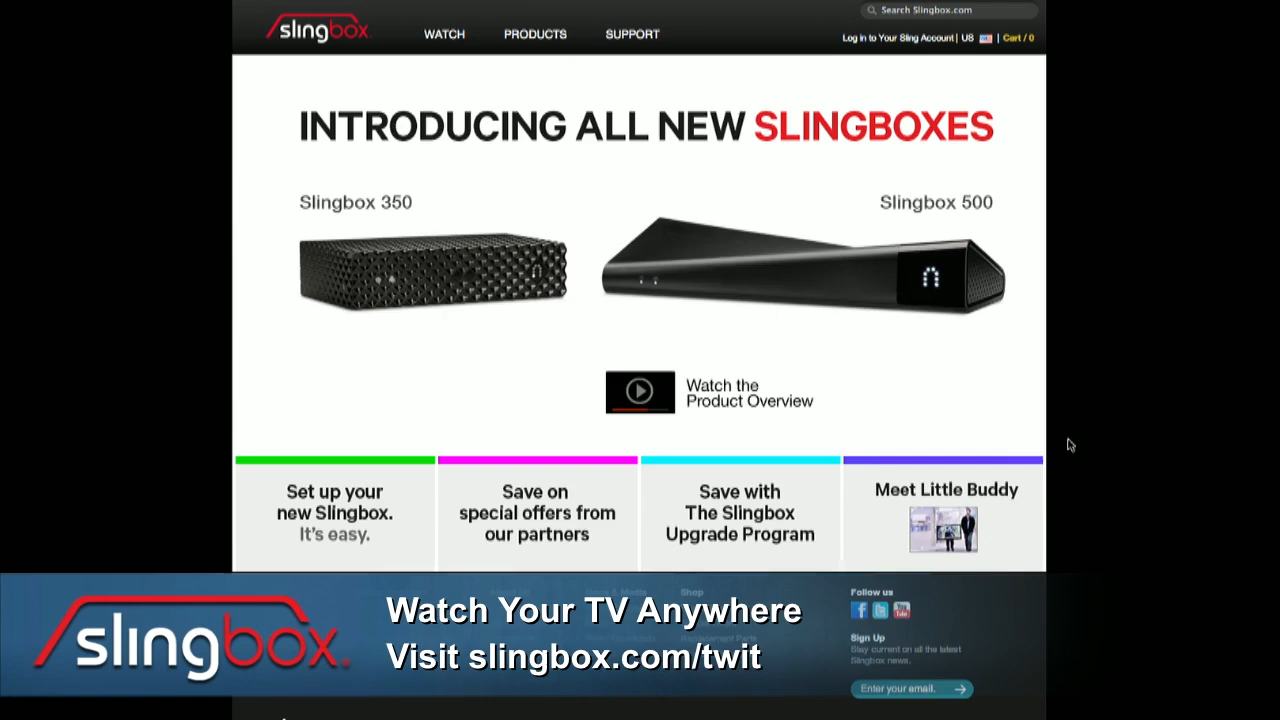 slingbox
WATCH
PRODUCTS
SUPPORT
Search Slingbox.com
Log in to Your Sling Account | US | Cart / 0
INTRODUCING ALL NEW SLINGBOXES
Slingbox 350
Slingbox 500
Watch the
Product Overview
Set up your
new Slingbox.
It's easy.
Save on
special offers from
our partners
Save with
The Slingbox
Upgrade Program
Meet Little Buddy
Shop
Follow us
You
Tube
Sign Up
Stay current on all the latest
Slingbox news.
Enter your email.
slingbox
Watch Your TV Anywhere
Visit slingbox.com/twit